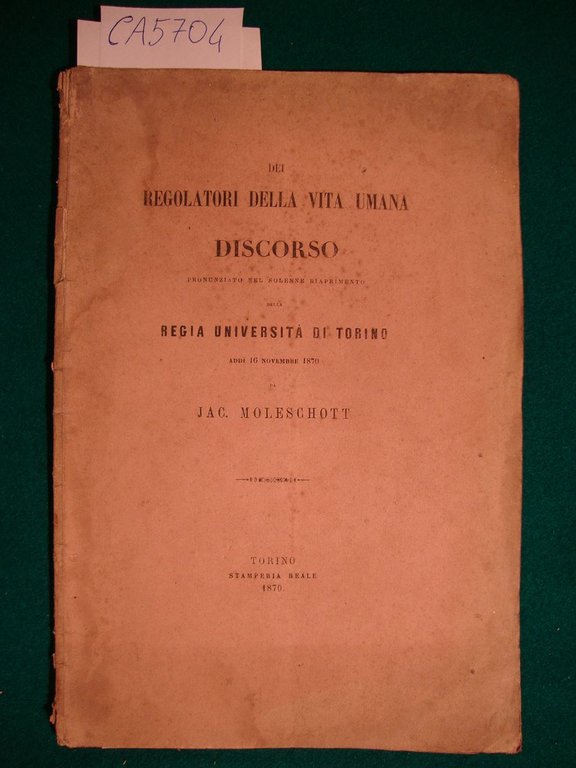 CA5704
DEI
REGOLATORI DELLA VITA UMANA
DISCORSO
PRONUNZIATO NEL SOLENNE RIAPRIMENTO
DELLA
REGIA UNIVERSITÀ DI TORINO
ADDÌ 16 NOVEMBRE 1870
DA
JAC. MOLESCHOTT
TORINO
STAMPERIA REALE
1870.